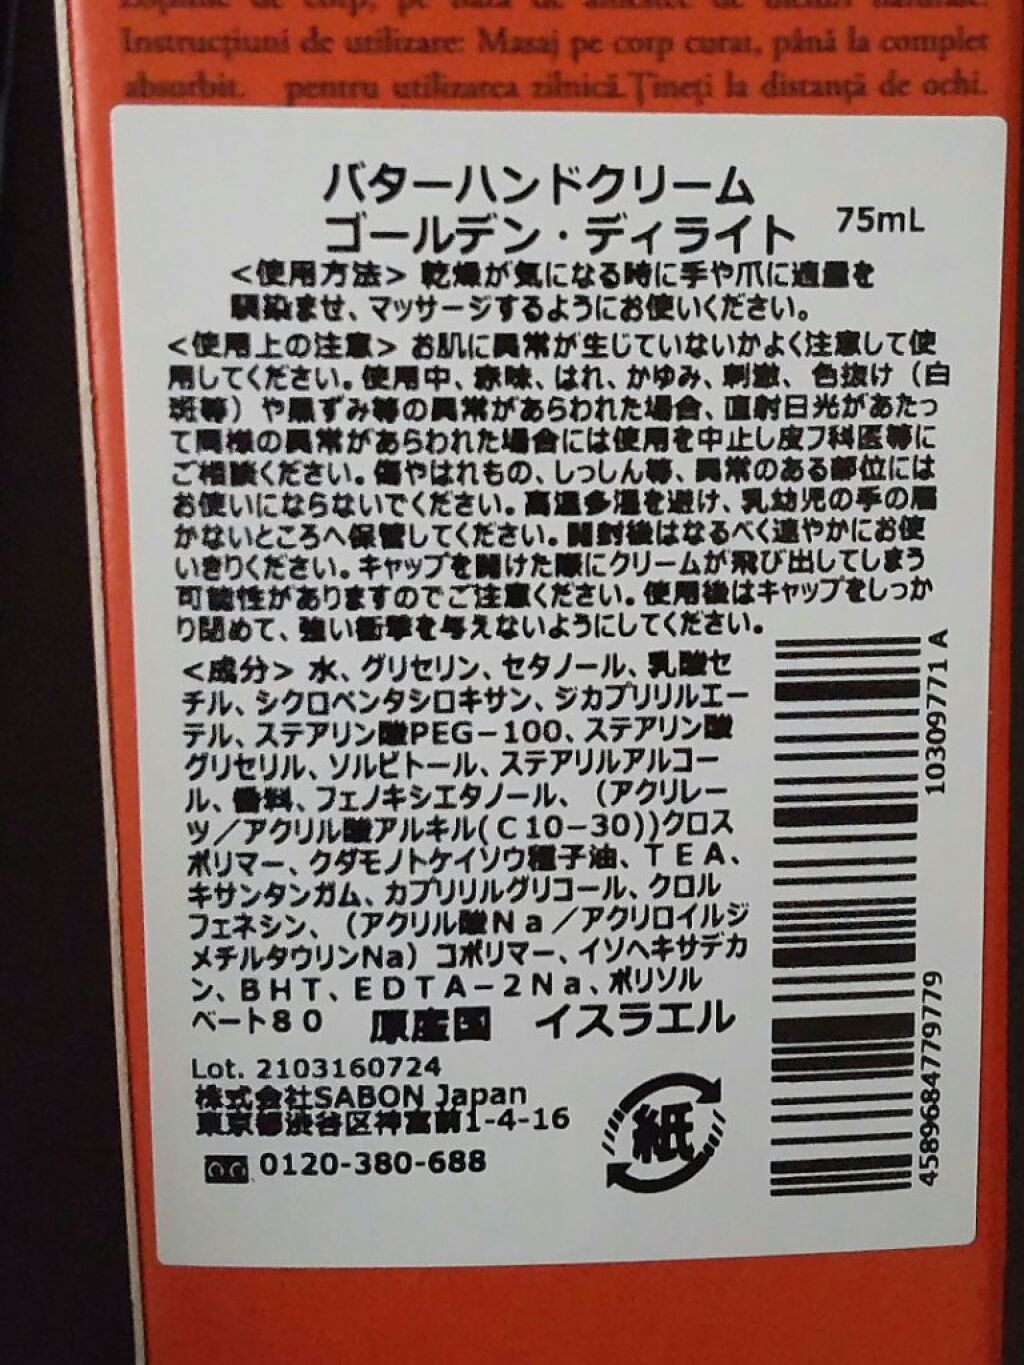 Instrucțiuni de utilizare: Masaj pe corp curat, până la complet
absorbit. pentru utilizarea zilnică. Țineți la distanță de ochi.
バターハンドクリーム
ゴールデン・ディライト 75mL
<使用方法> 乾燥が気になる時に手や爪に適量を
馴染ませ、マッサージするようにお使いください。
<使用上の注意> お肌に異常が生じていないかよく注意して使
用してください。使用中、赤味、はれ、かゆみ、刺激、色抜け（白
斑等）や黒ずみ等の異常があらわれた場合、直射日光があたっ
て同様の異常があらわれた場合には使用を中止し皮フ科医等に
ご相談ください。傷やはれもの、しっしん等、異常のある部位には
お使いにならないでください。高温多湿を避け、乳幼児の手の届
かないところへ保管してください。開封後はなるべく速やかにお使
いきりください。キャップを開けた際にクリームが飛び出してしまう
可能性がありますのでご注意ください。使用後はキャップをしっか
り閉めて、強い衝撃を与えないようにしてください。
<成分> 水、グリセリン、セタノール、乳酸セ
チル、シクロペンタシロキサン、ジカプリリルエー
テル、ステアリン酸PEG－100、ステアリン酸
グリセリル、ソルビトール、ステアリルアルコー
ル、香料、フェノキシエタノール、（アクリレー
ツ／アクリル酸アルキル(C10－30))クロス
ポリマー、クダモノトケイソウ種子油、TEA、
キサンタンガム、カプリリルグリコール、クロル
フェネシン、（アクリル酸Na／アクリロイルジ
メチルタウリンNa）コポリマー、イソヘキサデカ
ン、BHT、EDTA－2Na、ポリソル
ベート80 原産国 イスラエル
Lot. 2103160724
株式会社SABON Japan
東京都渋谷区神宮前1-4-16
0120-380-688
紙
10309771 A
4589684779779